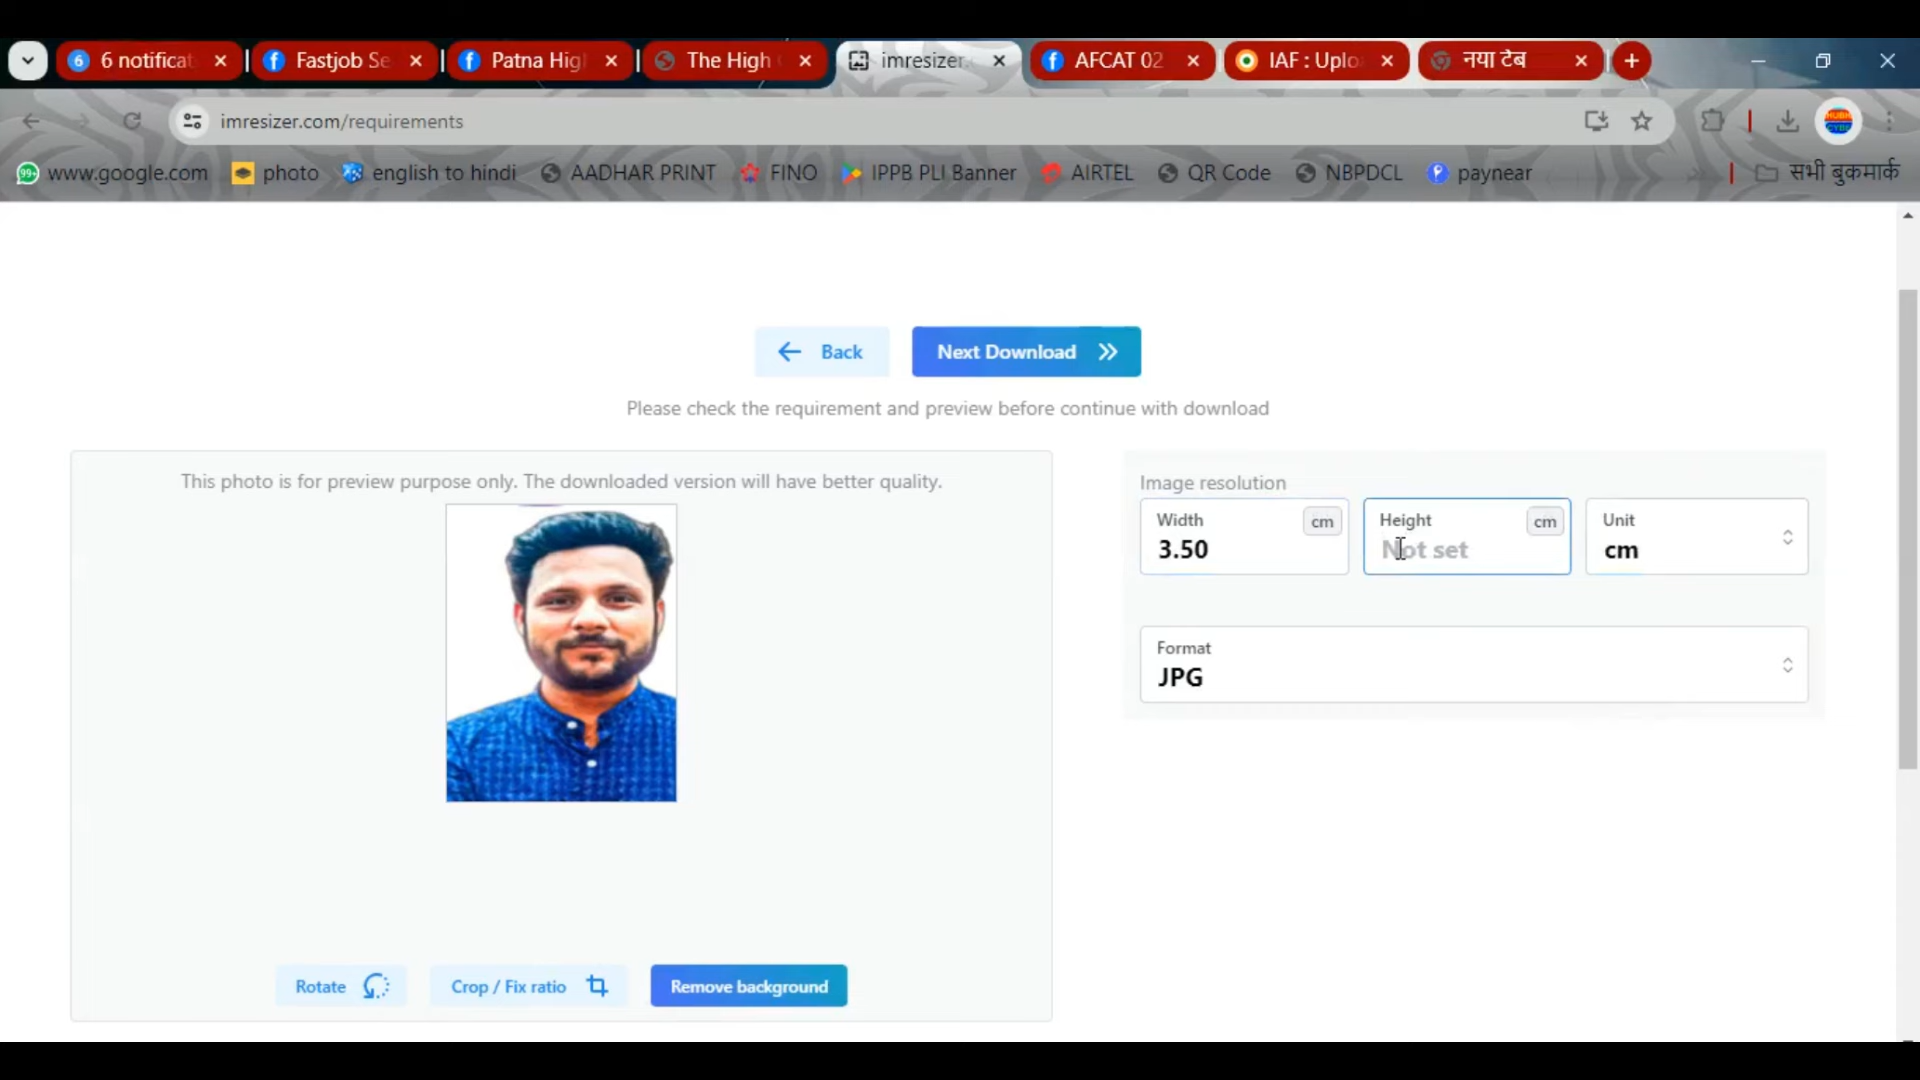 6 notificat
Fastjob Se
Patna Hig
The High
imresizer.
AFCAT 02
IAF : Uplo
नया टेब
imresizer.com/requirements
99+ www.google.com
photo
english to hindi
AADHAR PRINT
FINO
IPPB PLI Banner
AIRTEL
QR Code
NBPDCL
paynear
सभी बुकमार्क
Back
Next Download
Please check the requirement and preview before continue with download
This photo is for preview purpose only. The downloaded version will have better quality.
Image resolution
Width cm
3.50
Height cm
Not set
Unit
cm
Format
JPG
Rotate
Crop / Fix ratio
Remove background